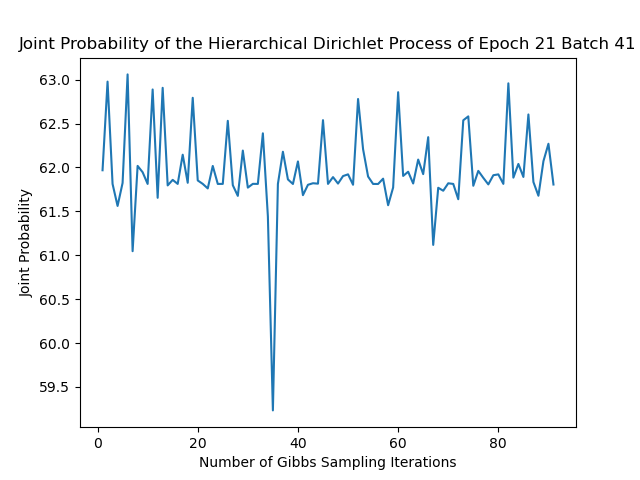 Joint Probability of the Hierarchical Dirichlet Process of Epoch 21 Batch 41
63.0
62.5
62.0
61.5
61.0
60.5
60.0
59.5
Joint Probability
0 20 40 60 80
Number of Gibbs Sampling Iterations